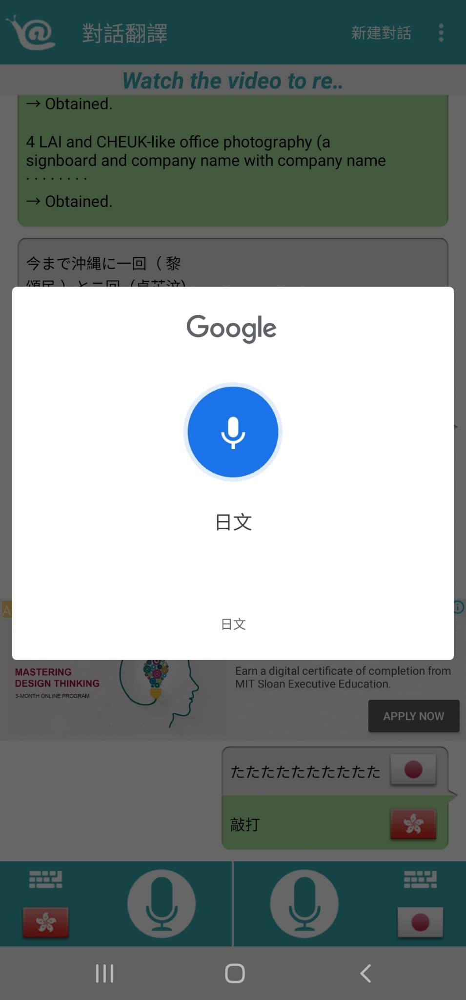 對話翻譯
新建對話
Watch the video to re..
→ Obtained.
4 LAI and CHEUK-like office photography (a
signboard and company name with company name
........
→ Obtained.
今まで沖縄に一回（黎
Google
日文
日文
MASTERING
DESIGN THINKING
3-MONTH ONLINE PROGRAM
Earn a digital certificate of completion from
MIT Sloan Executive Education.
APPLY NOW
たたたたたたたたたた
敲打